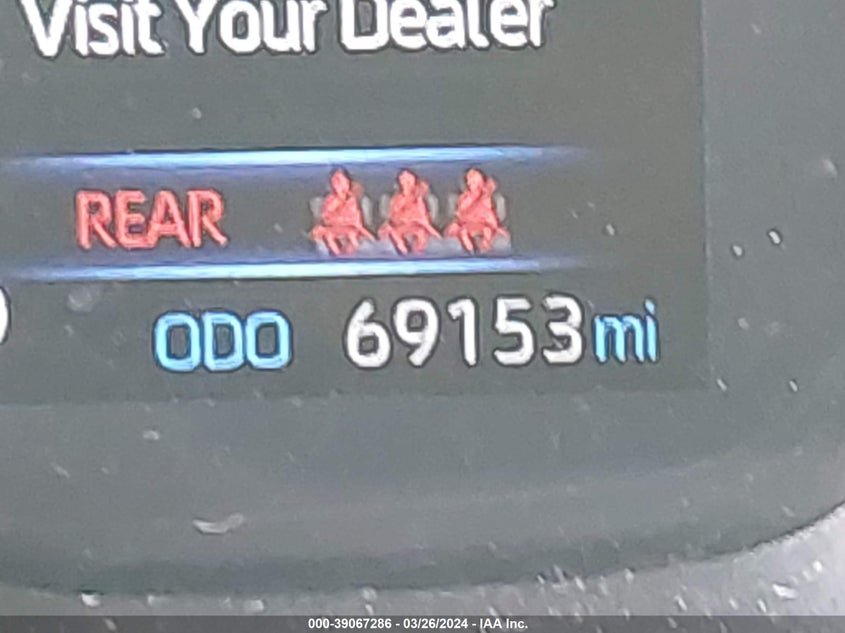 Visit Your Dealer
REAR
ODO 69153 mi
000-39067286 - 03/26/2024 - IAA Inc.